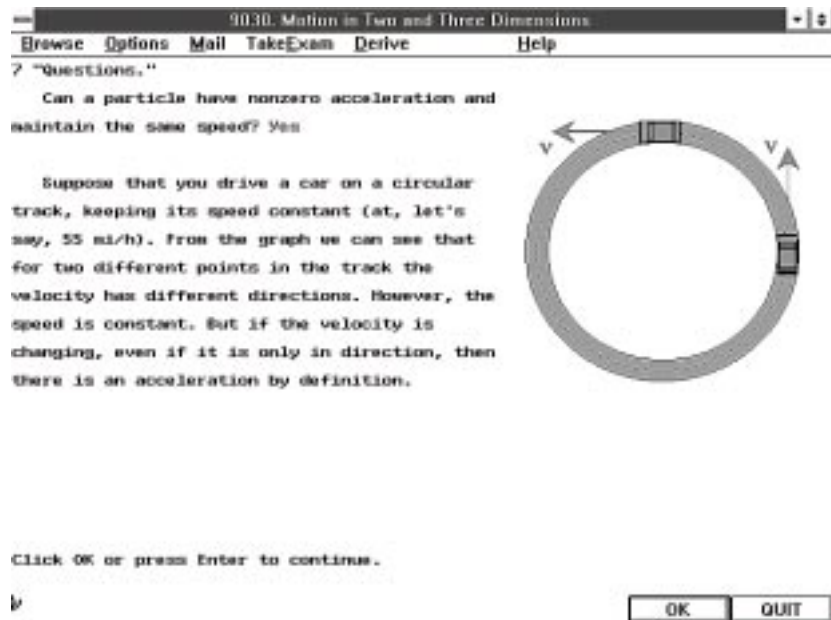 9030. Motion in Two and Three Dimensions
Browse Options Mail TakeExam Derive Help
7 "Questions."
Can a particle have nonzero acceleration and
maintain the same speed? Yes
Suppose that you drive a car on a circular
track, keeping its speed constant (at, let's
say, 55 mi/h). From the graph we can see that
for two different points in the track the
velocity has different directions. However, the
speed is constant. But if the velocity is
changing, even if it is only in direction, then
there is an acceleration by definition.
v
v
Click OK or press Enter to continue.
OK QUIT